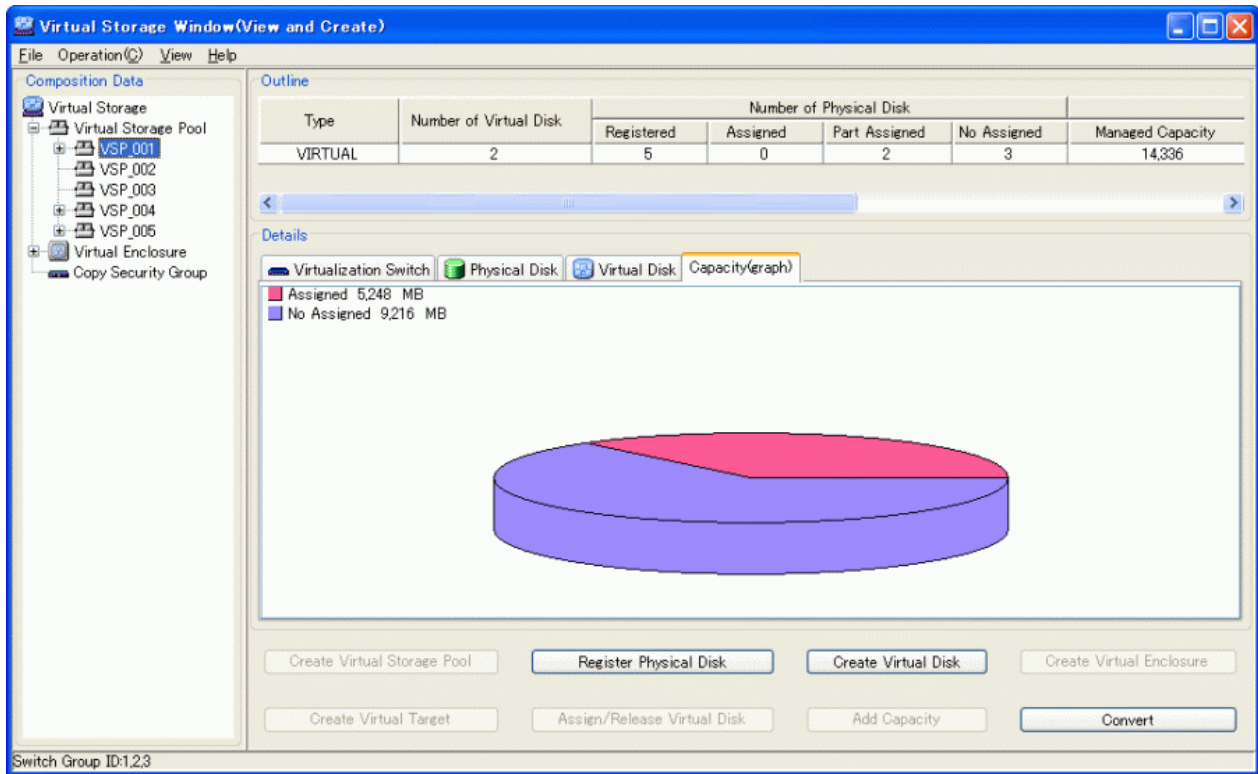 Virtual Storage Window(View and Create)
File Operation(C) View Help
Composition Data
Virtual Storage
Virtual Storage Pool
VSP_001
VSP_002
VSP_003
VSP_004
VSP_005
Virtual Enclosure
Copy Security Group
Outline
Type Number of Virtual Disk Number of Physical Disk
Registered Assigned Part Assigned No Assigned Managed Capacity
VIRTUAL 2 5 0 2 3 14,336
Details
Virtualization Switch Physical Disk Virtual Disk Capacity(graph)
Assigned 5,248 MB
No Assigned 9,216 MB
Create Virtual Storage Pool Register Physical Disk Create Virtual Disk Create Virtual Enclosure
Create Virtual Target Assign/Release Virtual Disk Add Capacity Convert
Switch Group ID:1,2,3